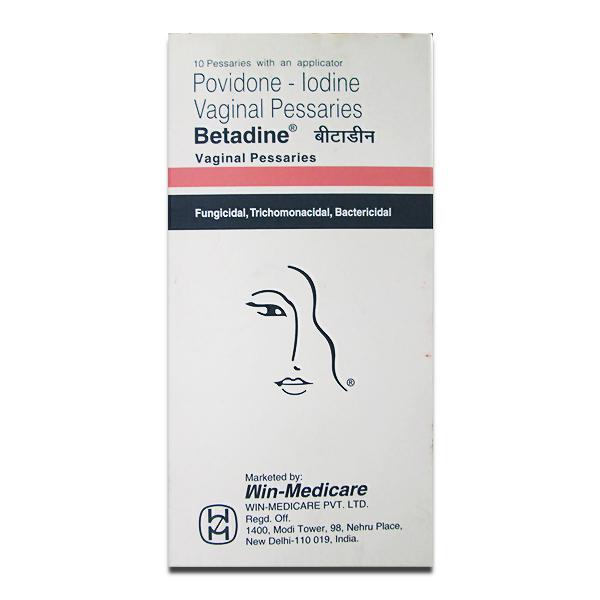 10 Pessaries with an applicator
Povidone - Iodine
Vaginal Pessaries
Betadine® बीटाडीन
Vaginal Pessaries
Fungicidal, Trichomonacidal, Bactericidal
®
Marketed by:
Win-Medicare
WIN-MEDICARE PVT. LTD.
Regd. Off.
1400, Modi Tower, 98, Nehru Place,
New Delhi-110 019, India.